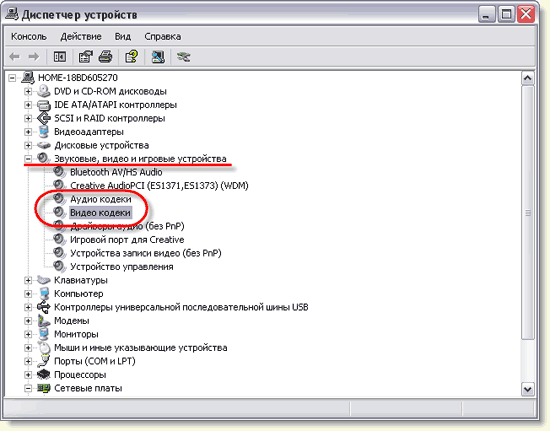 Диспетчер устройств
Консоль Действие Вид Справка
HOME-18BD605270
DVD и CD-ROM дисководы
IDE ATA/ATAPI контроллеры
SCSI и RAID контроллеры
Видеоадаптеры
Дисковые устройства
Звуковые, видео и игровые устройства
Bluetooth AV/HS Audio
Creative AudioPCI (ES1371,ES1373) (WDM)
Аудио кодеки
Видео кодеки
Драйверы аудио (без PnP)
Игровой порт для Creative
Устройства записи видео (без PnP)
Устройство управления
Клавиатуры
Компьютер
Контроллеры универсальной последовательной шины USB
Модемы
Мониторы
Мыши и иные указывающие устройства
Порты (COM и LPT)
Процессоры
Сетевые платы